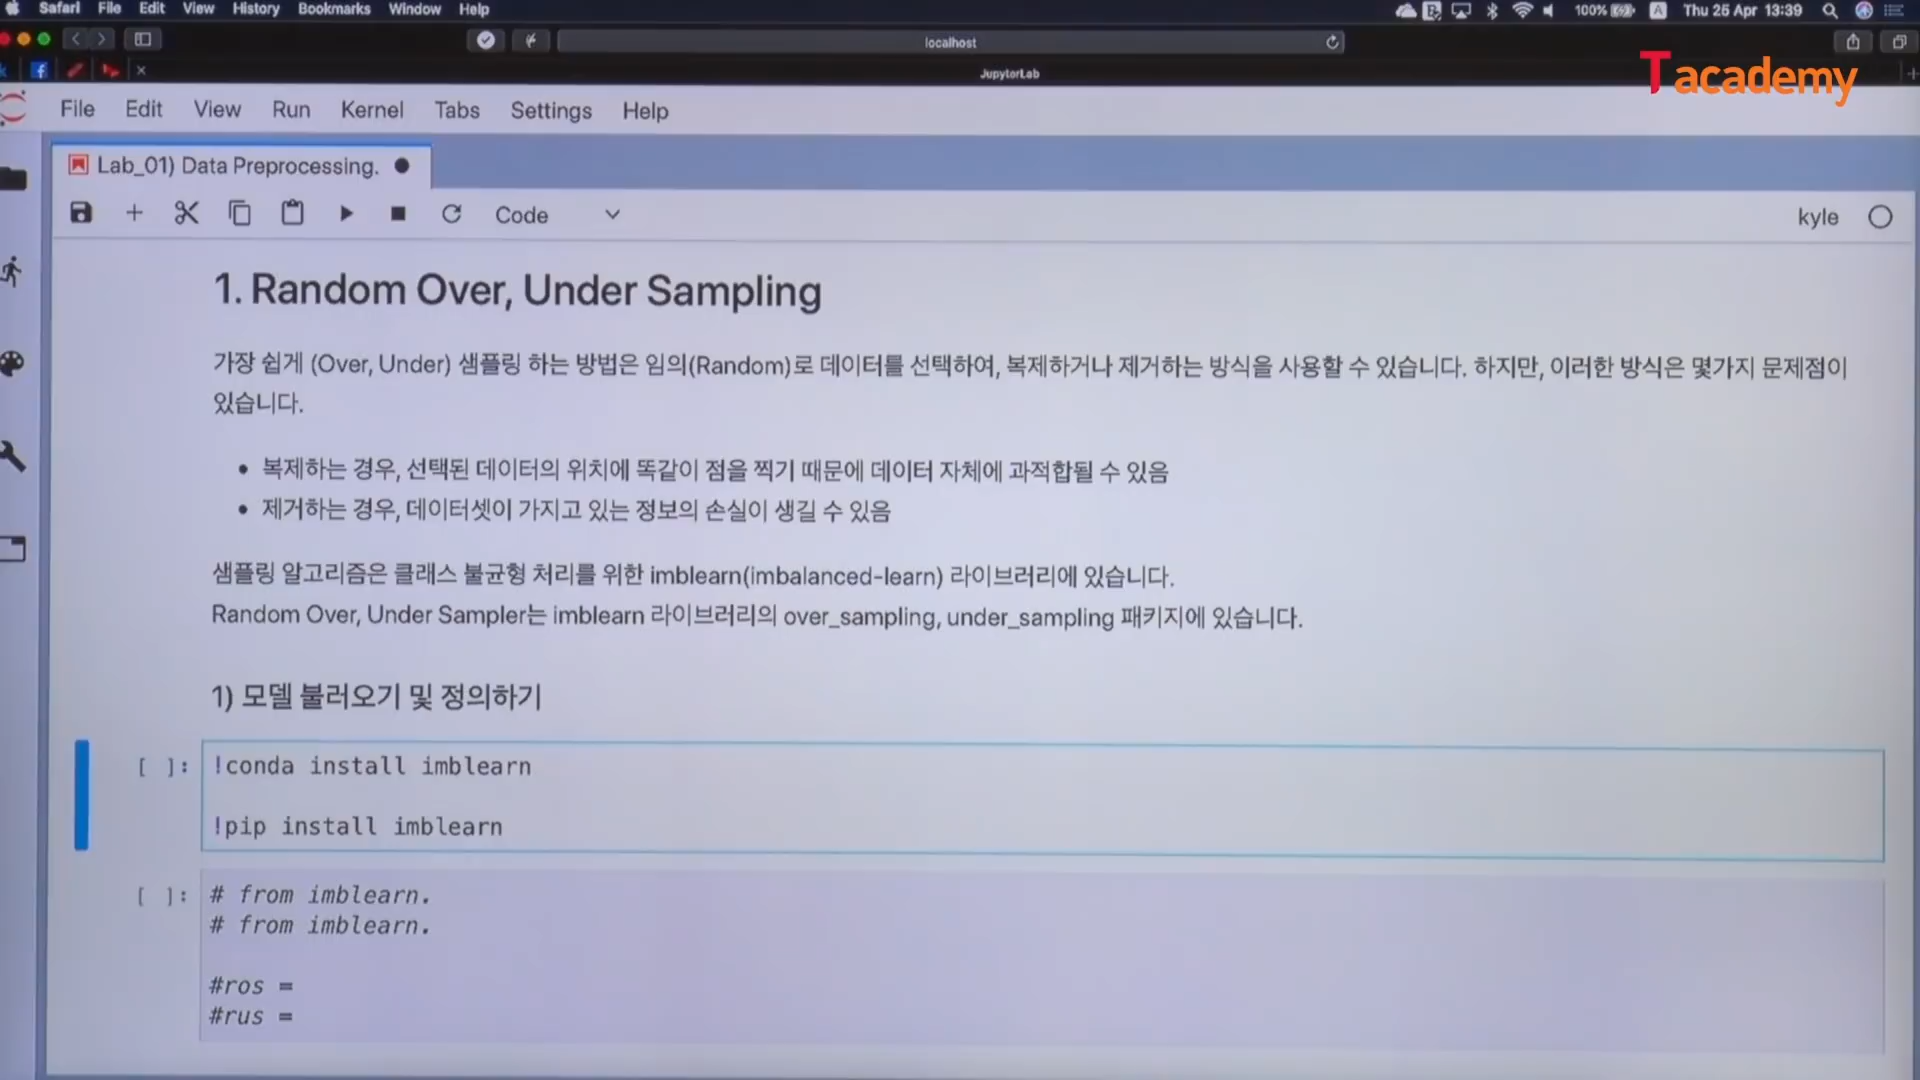 Safari File Edit View History Bookmarks Window Help 100% A Thu 25 Apr 13:39
localhost
JupyterLab
T academy
File Edit View Run Kernel Tabs Settings Help
Lab_01) Data Preprocessing.
Code kyle
1. Random Over, Under Sampling
가장 쉽게 (Over, Under) 샘플링 하는 방법은 임의(Random)로 데이터를 선택하여, 복제하거나 제거하는 방식을 사용할 수 있습니다. 하지만, 이러한 방식은 몇가지 문제점이
있습니다.
• 복제하는 경우, 선택된 데이터의 위치에 똑같이 점을 찍기 때문에 데이터 자체에 과적합될 수 있음
• 제거하는 경우, 데이터셋이 가지고 있는 정보의 손실이 생길 수 있음
샘플링 알고리즘은 클래스 불균형 처리를 위한 imblearn(imbalanced-learn) 라이브러리에 있습니다.
Random Over, Under Sampler는 imblearn 라이브러리의 over_sampling, under_sampling 패키지에 있습니다.
1) 모델 불러오기 및 정의하기
[ ]: !conda install imblearn
!pip install imblearn
[ ]: # from imblearn.
# from imblearn.
#ros =
#rus =